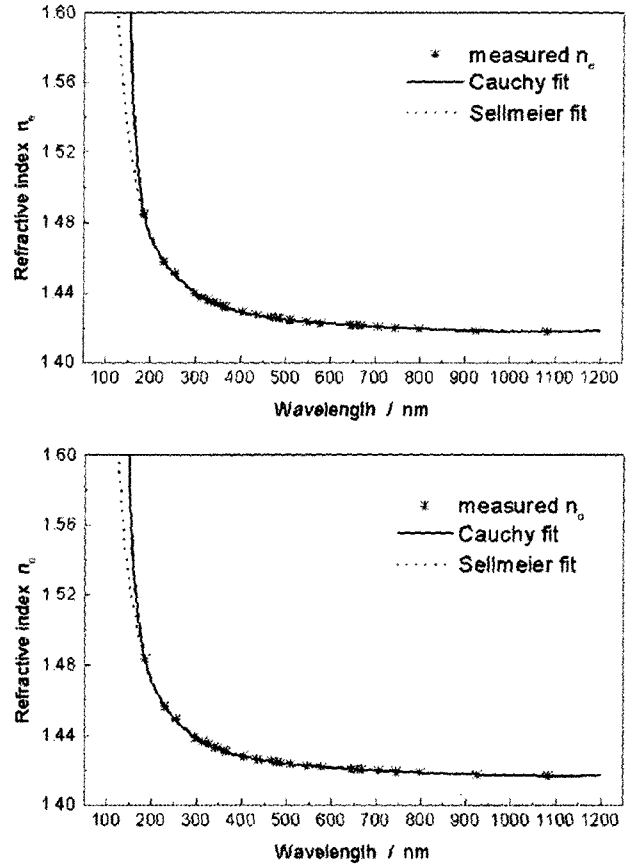 1.60
1.56
1.52
1 48
1.44
1.40
Refractive index n_e
measured n_e
Cauchy fit
Sellmeier fit
100 200 300 400 500 600 700 800 900 1000 1100 1200
Wavelength / nm
1 60
1.56
1.52
1.48
1.44
1.40
Refractive index n_o
measured n_o
Cauchy fit
Sellmeier fit
100 200 300 400 500 600 700 800 900 1000 1100 1200
Wavelength / nm